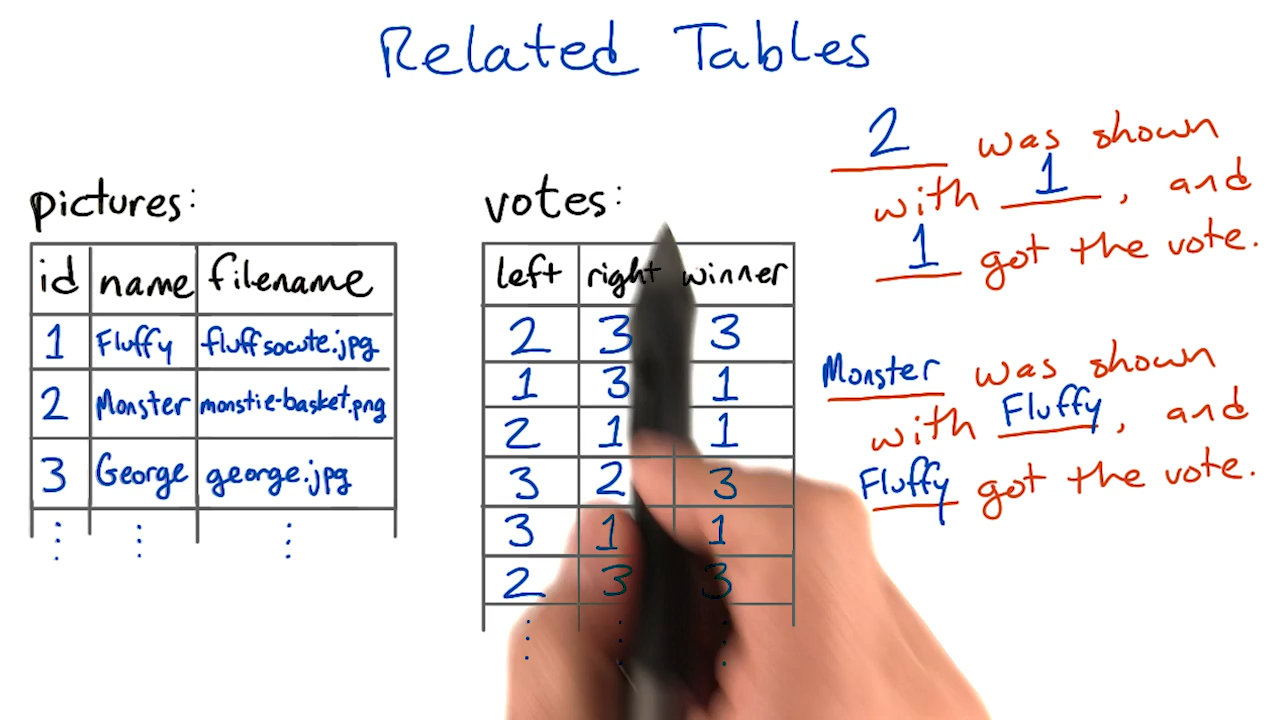 Related Tables
pictures:
id name filename
1 Fluffy fluffsocute.jpg
2 Monster monstie-basket.png
3 George george.jpg
votes:
left right winner
2 3 3
1 3 1
2 1 1
3 2 3
3 1 1
2 3 3
2 was shown
with 1, and
1 got the vote.
Monster was shown
with Fluffy, and
Fluffy got the vote.